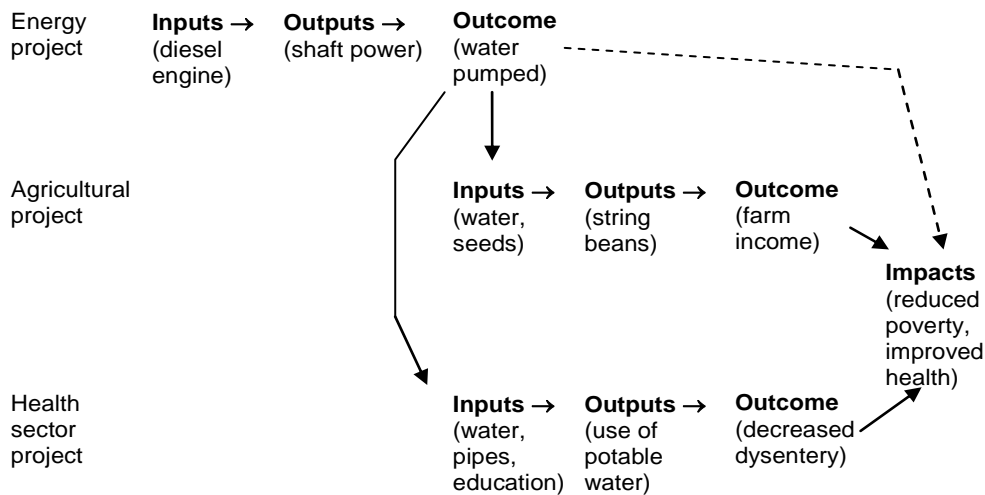 Energy project
Inputs → Outputs → Outcome
(diesel engine)
(shaft power)
(water pumped)
Agricultural project
Inputs → Outputs → Outcome
(water, seeds)
(string beans)
(farm income)
Impacts
(reduced poverty, improved health)
Health sector project
Inputs → Outputs → Outcome
(water, pipes, education)
(use of potable water)
(decreased dysentery)